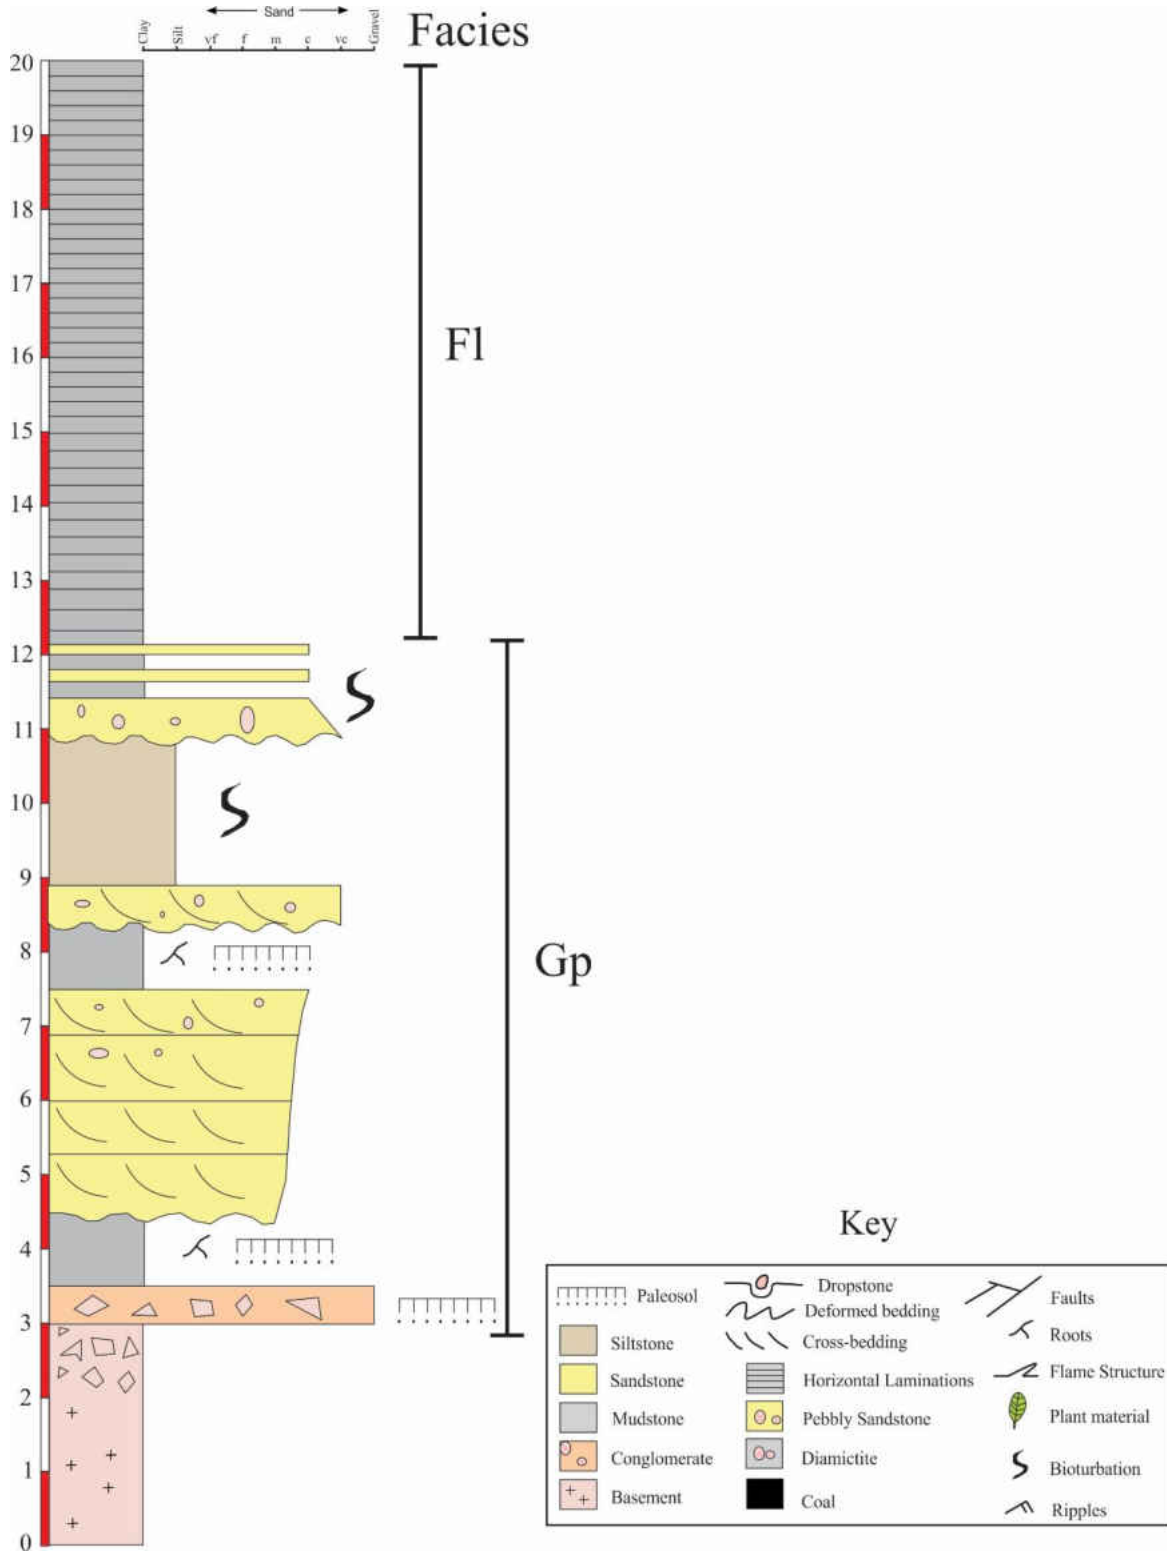 Sand
Clay Silt vf f m c vc Gravel
Facies
20
19
18
17
16
15
14
13
12
11
10
9
8
7
6
5
4
3
2
1
0
Fl
Gp
Key
Paleosol
Siltstone
Sandstone
Mudstone
Conglomerate
Basement
Dropstone
Deformed bedding
Cross-bedding
Horizontal Laminations
Pebbly Sandstone
Diamictite
Coal
Faults
Roots
Flame Structure
Plant material
Bioturbation
Ripples